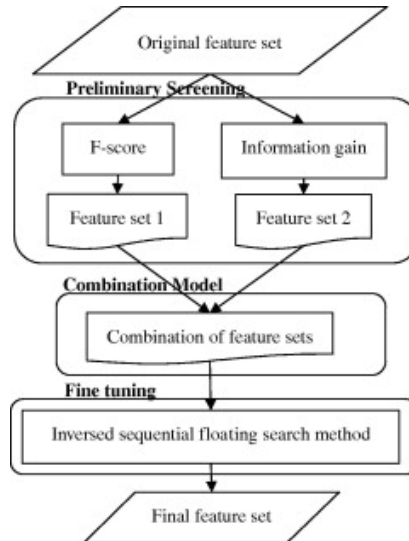 Original feature set
Preliminary Screening
F-score
Information gain
Feature set 1
Feature set 2
Combination Model
Combination of feature sets
Fine tuning
Inversed sequential floating search method
Final feature set